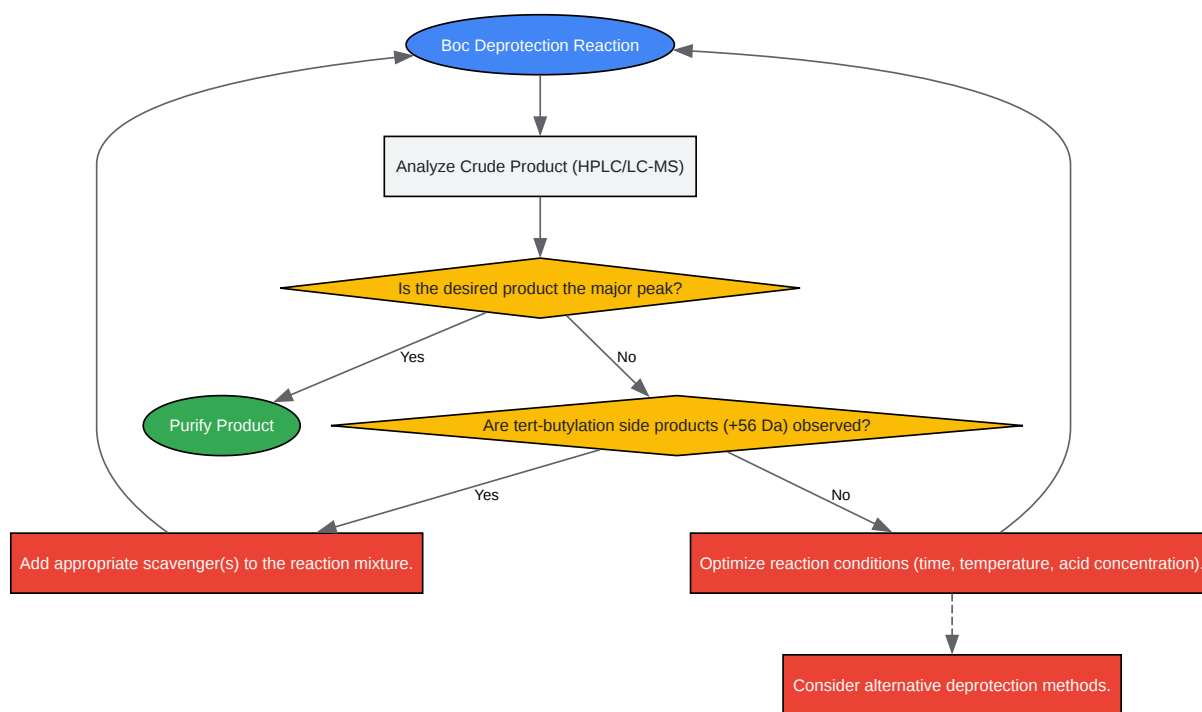 Boc Deprotection Reaction
Analyze Crude Product (HPLC/LC-MS)
Is the desired product the major peak?
Yes
No
Purify Product
Are tert-butylation side products (+56 Da) observed?
Yes
No
Add appropriate scavenger(s) to the reaction mixture.
Optimize reaction conditions (time, temperature, acid concentration).
Consider alternative deprotection methods.